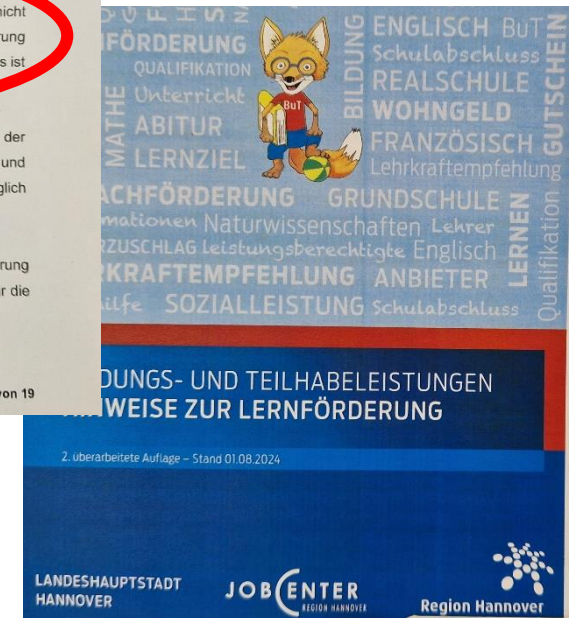 nicht
rung
s ist
der
und
glich
rung
r die
von 19
ENGLISCH BuT
FÖRDERUNG
Schulabschluss
QUALIFIKATION
REALSCHULE
Unterricht
WOHNGELD
ABITUR
FRANZÖSISCH
LERNZIEL
Lehrkraftempfehlung
MATHE
BuT
BILDUNG
GUTSCHEIN
ACHFÖRDERUNG GRUNDSCHULE
mationen Naturwissenschaften Lehrer
RZUSCHLAG leistungsberechtigte Englisch
KRAFTEMPFEHLUNG ANBIETER
ilfe SOZIALLEISTUNG Schulabschluss
LERNEN
Qualifikation
DUNGS- UND TEILHABELEISTUNGEN
WEISE ZUR LERNFÖRDERUNG
2. überarbeitete Auflage – Stand 01.08.2024
LANDESHAUPTSTADT
HANNOVER
JOBCENTER
REGION HANNOVER
Region Hannover